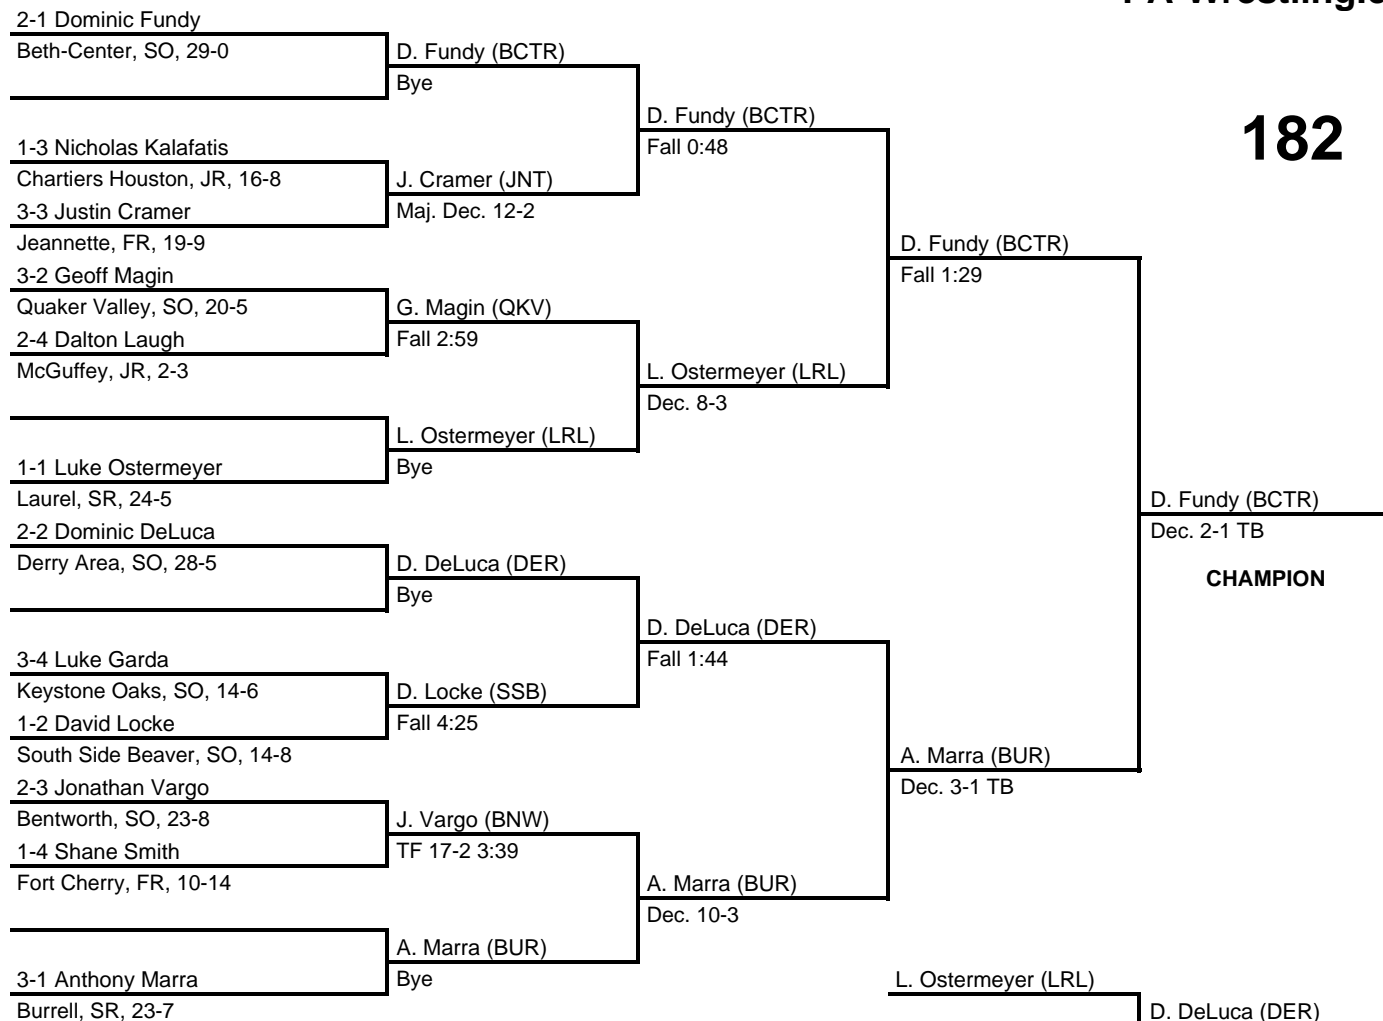 2-1 Dominic Fundy
Beth-Center, SO, 29-0
D. Fundy (BCTR)
Bye
D. Fundy (BCTR)
Fall 0:48
182
1-3 Nicholas Kalafatis
Chartiers Houston, JR, 16-8
J. Cramer (JNT)
3-3 Justin Cramer
Maj. Dec. 12-2
Jeannette, FR, 19-9
D. Fundy (BCTR)
Fall 1:29
3-2 Geoff Magin
Quaker Valley, SO, 20-5
G. Magin (QKV)
2-4 Dalton Laugh
Fall 2:59
McGuffey, JR, 2-3
L. Ostermeyer (LRL)
Dec. 8-3
L. Ostermeyer (LRL)
1-1 Luke Ostermeyer
Bye
Laurel, SR, 24-5
D. Fundy (BCTR)
Dec. 2-1 TB
CHAMPION
2-2 Dominic DeLuca
Derry Area, SO, 28-5
D. DeLuca (DER)
Bye
D. DeLuca (DER)
Fall 1:44
3-4 Luke Garda
Keystone Oaks, SO, 14-6
D. Locke (SSB)
1-2 David Locke
Fall 4:25
South Side Beaver, SO, 14-8
A. Marra (BUR)
Dec. 3-1 TB
2-3 Jonathan Vargo
Bentworth, SO, 23-8
J. Vargo (BNW)
1-4 Shane Smith
TF 17-2 3:39
Fort Cherry, FR, 10-14
A. Marra (BUR)
Dec. 10-3
A. Marra (BUR)
3-1 Anthony Marra
Bye
L. Ostermeyer (LRL)
Burrell, SR, 23-7
D. DeLuca (DER)